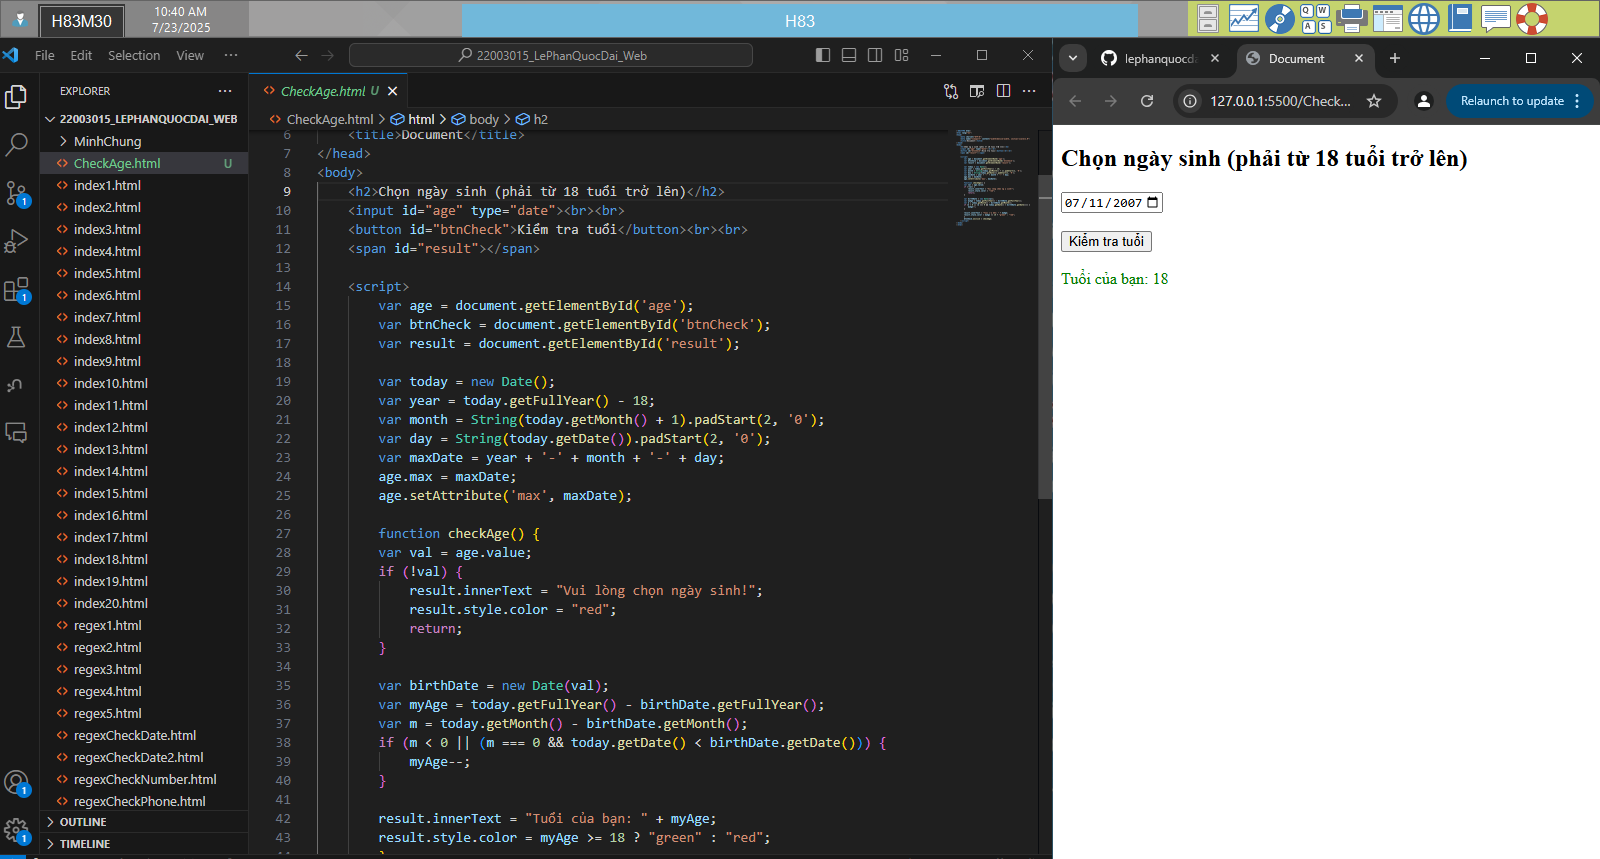 H83M30
10:40 AM
7/23/2025
H83
Q W
A S
File Edit Selection View ···
22003015_LePhanQuocDai_Web
EXPLORER
22003015_LEPHANQUOCDAI_WEB
MinhChung
CheckAge.html U
index1.html
index2.html
index3.html
index4.html
index5.html
index6.html
index7.html
index8.html
index9.html
index10.html
index11.html
index12.html
index13.html
index14.html
index15.html
index16.html
index17.html
index18.html
index19.html
index20.html
regex1.html
regex2.html
regex3.html
regex4.html
regex5.html
regexCheckDate.html
regexCheckDate2.html
regexCheckNumber.html
regexCheckPhone.html
OUTLINE
TIMELINE
1
1
1
1
CheckAge.html U
CheckAge.html > html > body > h2
6 <title>Document</title>
7 </head>
8 <body>
9 <h2>Chọn ngày sinh (phải từ 18 tuổi trở lên)</h2>
10 <input id="age" type="date"><br><br>
11 <button id="btnCheck">Kiểm tra tuổi</button><br><br>
12 <span id="result"></span>
13
14 <script>
15 var age = document.getElementById('age');
16 var btnCheck = document.getElementById('btnCheck');
17 var result = document.getElementById('result');
18
19 var today = new Date();
20 var year = today.getFullYear() - 18;
21 var month = String(today.getMonth() + 1).padStart(2, '0');
22 var day = String(today.getDate()).padStart(2, '0');
23 var maxDate = year + '-' + month + '-' + day;
24 age.max = maxDate;
25 age.setAttribute('max', maxDate);
26
27 function checkAge() {
28 var val = age.value;
29 if (!val) {
30 result.innerText = "Vui lòng chọn ngày sinh!";
31 result.style.color = "red";
32 return;
33 }
34
35 var birthDate = new Date(val);
36 var myAge = today.getFullYear() - birthDate.getFullYear();
37 var m = today.getMonth() - birthDate.getMonth();
38 if (m < 0 || (m === 0 && today.getDate() < birthDate.getDate())) {
39 myAge--;
40 }
41
42 result.innerText = "Tuổi của bạn: " + myAge;
43 result.style.color = myAge >= 18 ? "green" : "red";
lephanquocd
Document
127.0.0.1:5500/Check...
Relaunch to update
Chọn ngày sinh (phải từ 18 tuổi trở lên)
07/11/2007
Kiểm tra tuổi
Tuổi của bạn: 18